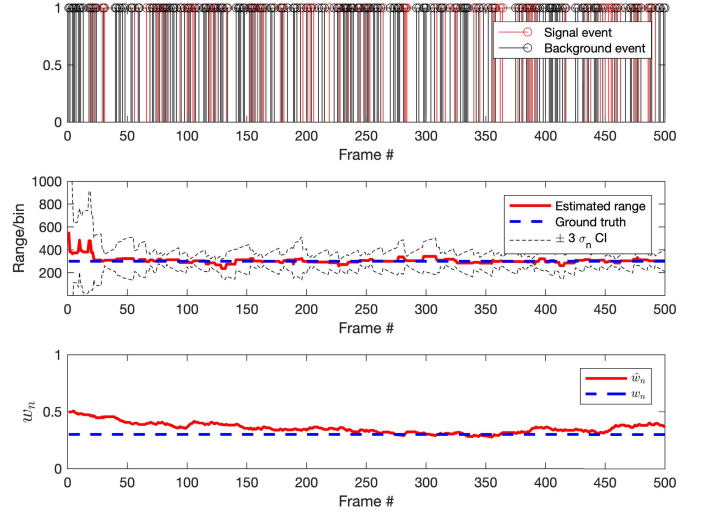 1
0.5
0
Signal event
Background event
0 50 100 150 200 250 300 350 400 450 500
Frame #
Range/bin
1000
800
600
400
200
Estimated range
Ground truth
± 3 σₙ CI
0 50 100 150 200 250 300 350 400 450 500
Frame #
wₙ
1
0.5
0
ŵₙ
wₙ
0 50 100 150 200 250 300 350 400 450 500
Frame #